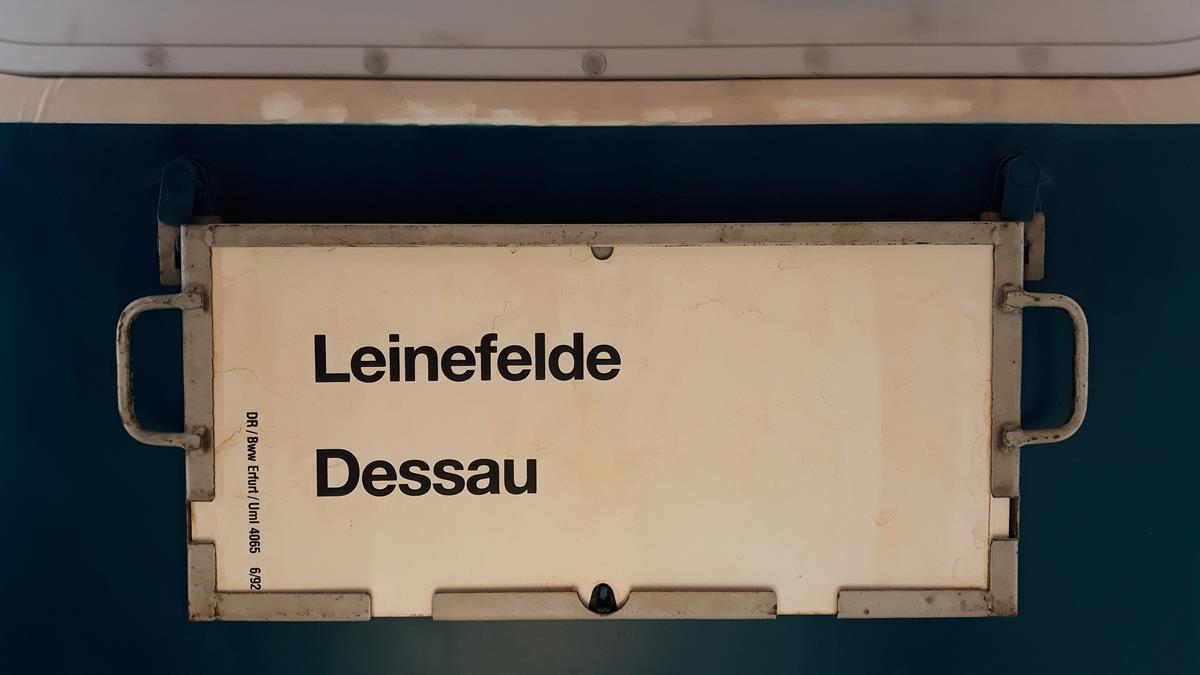 Leinefelde
Dessau
DR / Bww Erfurt / Uml 4065 6/92